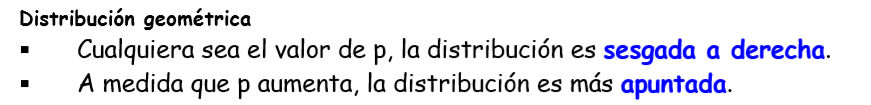 Distribución geométrica
▪ Cualquiera sea el valor de p, la distribución es sesgada a derecha.
▪ A medida que p aumenta, la distribución es más apuntada.